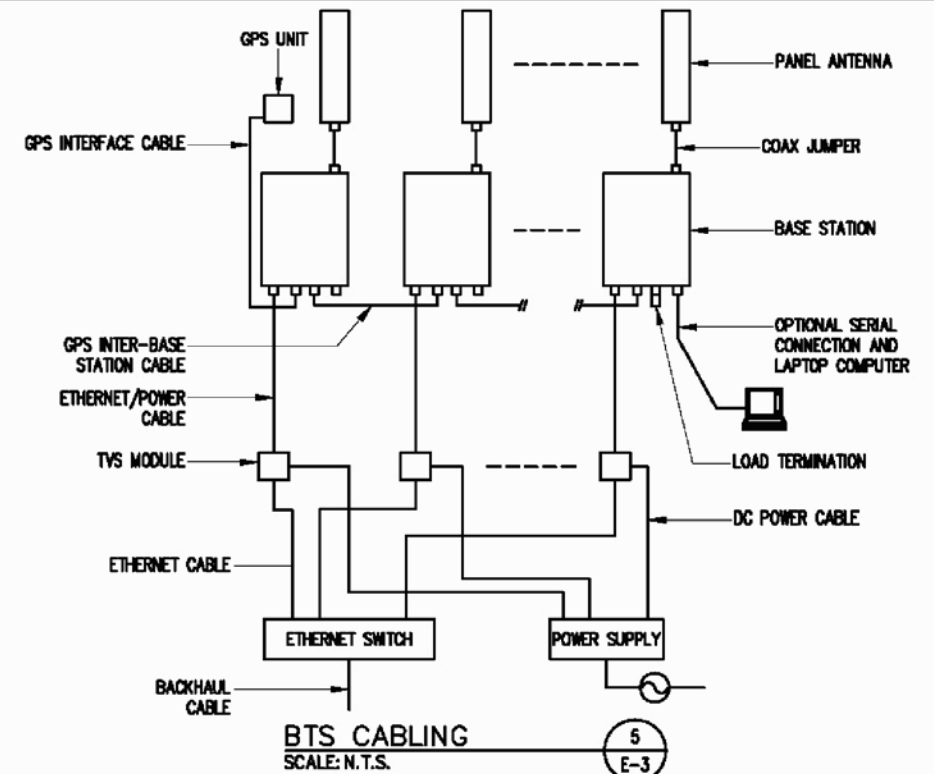 GPS UNIT
PANEL ANTENNA
GPS INTERFACE CABLE
COAX JUMPER
BASE STATION
GPS INTER-BASE
STATION CABLE
OPTIONAL SERIAL
CONNECTION AND
LAPTOP COMPUTER
ETHERNET/POWER
CABLE
TVS MODULE
LOAD TERMINATION
DC POWER CABLE
ETHERNET CABLE
ETHERNET SWITCH
POWER SUPPLY
BACKHAUL
CABLE
BTS CABLING
SCALE: N.T.S.
5
E-3